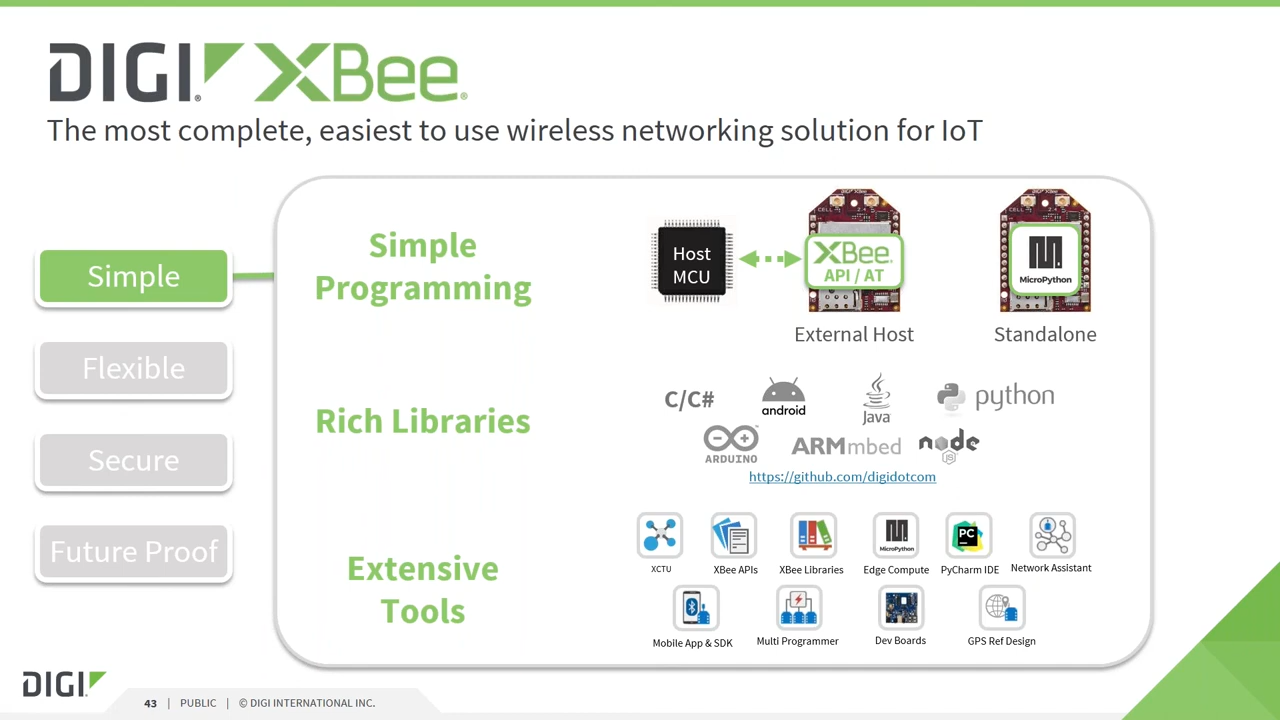 DIGI® XBee®
The most complete, easiest to use wireless networking solution for IoT
Simple
Flexible
Secure
Future Proof
Simple
Programming
Host
MCU
XBee®
API / AT
External Host
MicroPython
Standalone
Rich Libraries
C/C#
android
Java
python
ARDUINO
ARMmbed
node
JS
https://github.com/digidotcom
Extensive
Tools
XCTU
XBee APIs
XBee Libraries
MicroPython
Edge Compute
PC
PyCharm IDE
Network Assistant
Mobile App & SDK
Multi Programmer
Dev Boards
GPS Ref Design
DIGI®
43 | PUBLIC | © DIGI INTERNATIONAL INC.